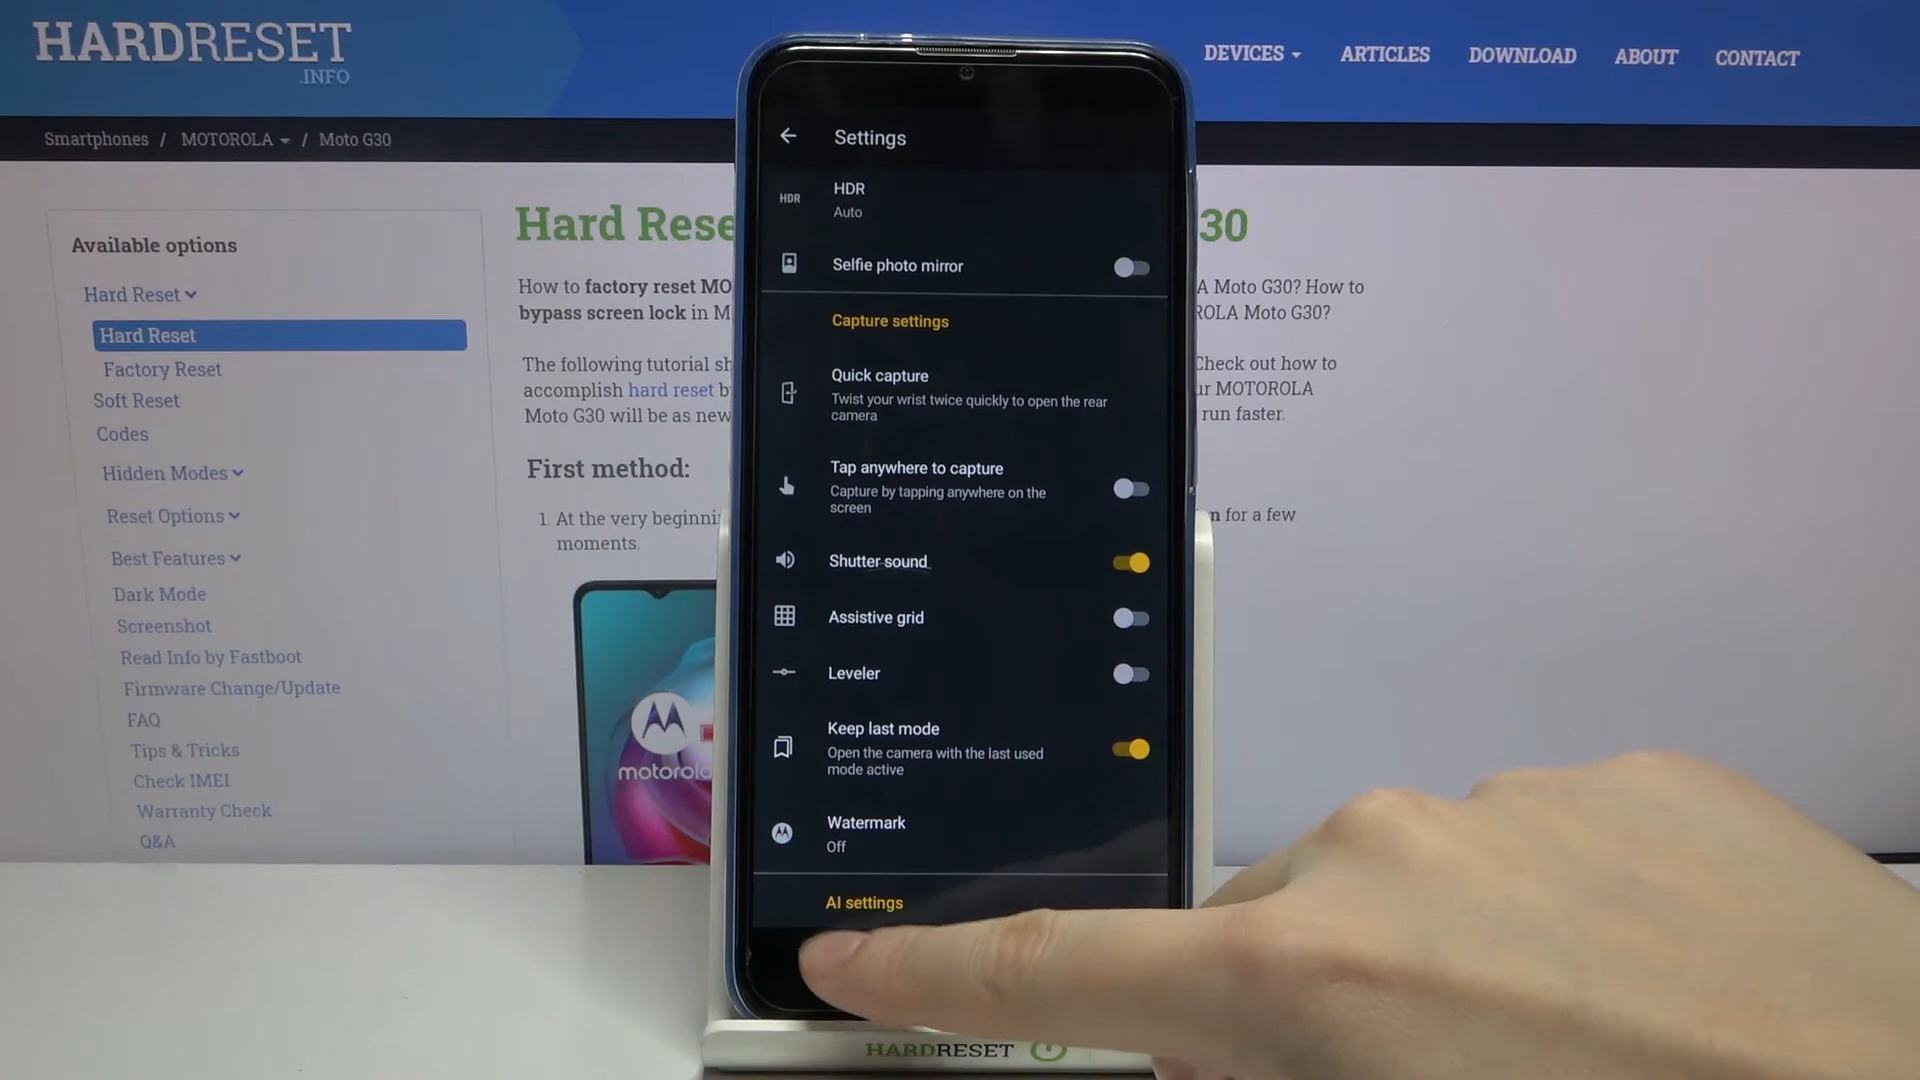 HARDRESET
.INFO
DEVICES
ARTICLES
DOWNLOAD
ABOUT
CONTACT
Smartphones / MOTOROLA / Moto G30
Available options
Hard Reset
Hard Reset
Factory Reset
Soft Reset
Codes
Hidden Modes
Reset Options
Best Features
Dark Mode
Screenshot
Read Info by Fastboot
Firmware Change/Update
FAQ
Tips & Tricks
Check IMEI
Warranty Check
Q&A
Hard Rese 30
How to factory reset MO A Moto G30? How to
bypass screen lock in M ROLA Moto G30?
The following tutorial sh Check out how to
accomplish hard reset b ur MOTOROLA
Moto G30 will be as new run faster.
First method:
1. At the very beginni n for a few
moments.
motorola
Settings
HDR
HDR
Auto
Selfie photo mirror
Capture settings
Quick capture
Twist your wrist twice quickly to open the rear
camera
Tap anywhere to capture
Capture by tapping anywhere on the
screen
Shutter sound
Assistive grid
Leveler
Keep last mode
Open the camera with the last used
mode active
Watermark
Off
AI settings
HARDRESET